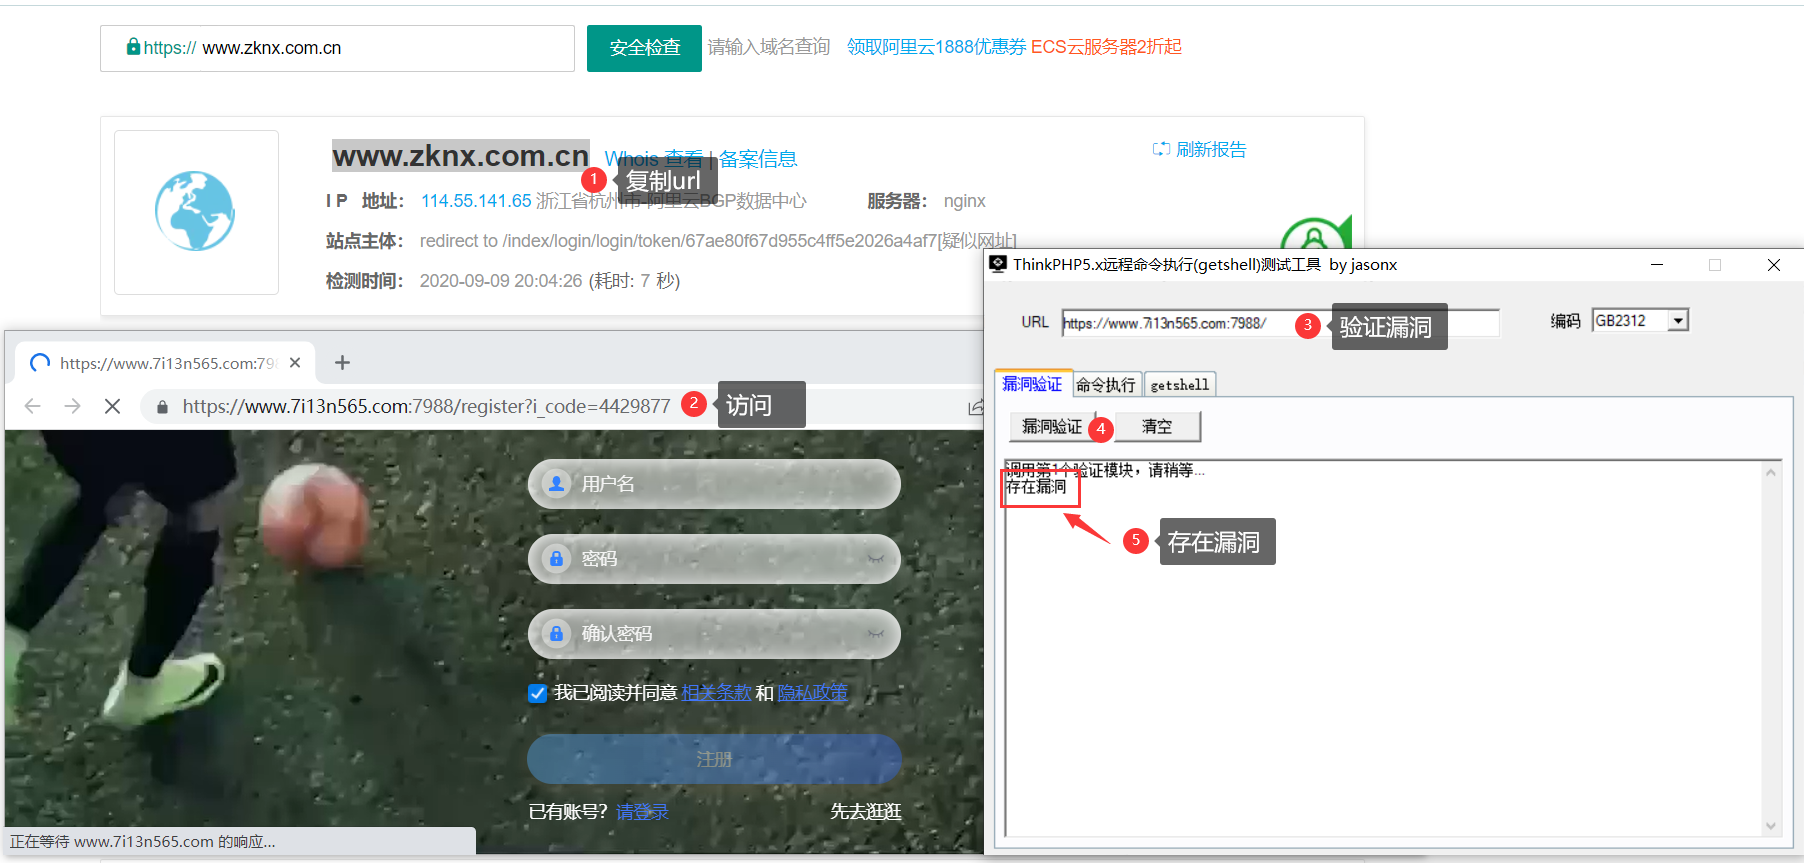 https:// www.zknx.com.cn
安全检查
请输入域名查询
领取阿里云1888优惠券
ECS云服务器2折起
www.zknx.com.cn
Whois 查看 | 备案信息
刷新报告
1 复制url
IP 地址： 114.55.141.65 浙江省杭州市-阿里云BGP数据中心
服务器： nginx
站点主体： redirect to /index/login/login/token/67ae80f67d955c4ff5e2026a4af7[疑似网址]
检测时间： 2020-09-09 20:04:26 (耗时: 7 秒)
https://www.7i13n565.com:798
https://www.7i13n565.com:7988/register?i_code=4429877
2 访问
用户名
密码
确认密码
我已阅读并同意 相关条款 和 隐私政策
注册
已有账号? 请登录
先去逛逛
正在等待 www.7i13n565.com 的响应...
ThinkPHP5.x远程命令执行(getshell)测试工具 by jasonx
URL https://www.7i13n565.com:7988/
3 验证漏洞
编码 GB2312
漏洞验证 命令执行 getshell
漏洞验证 4 清空
调用第1个验证模块，请稍等...
存在漏洞
5 存在漏洞